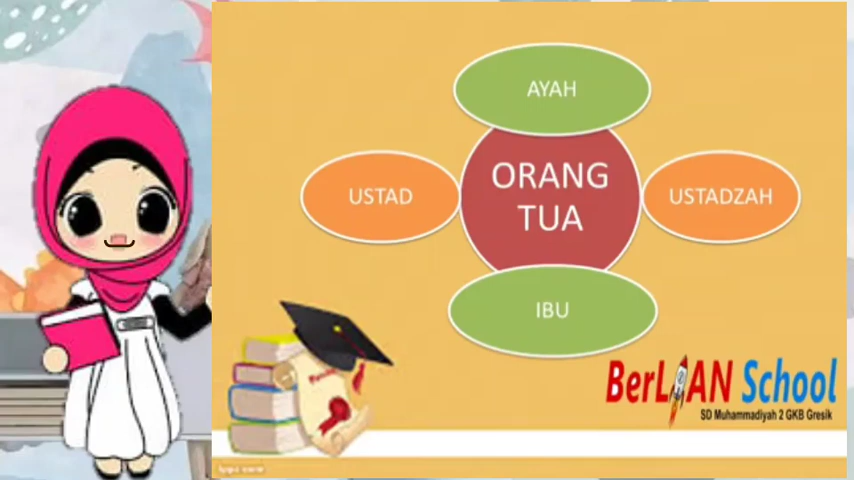 AYAH
ORANG
TUA
USTAD
USTADZAH
IBU
BerLIAN School
SD Muhammadiyah 2 GKB Gresik